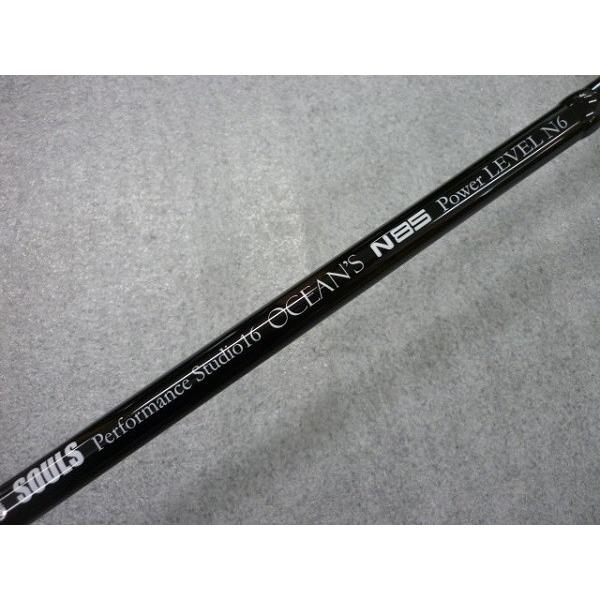 SOULS Performance Studio16 OCEAN'S N85 Power LEVEL N6